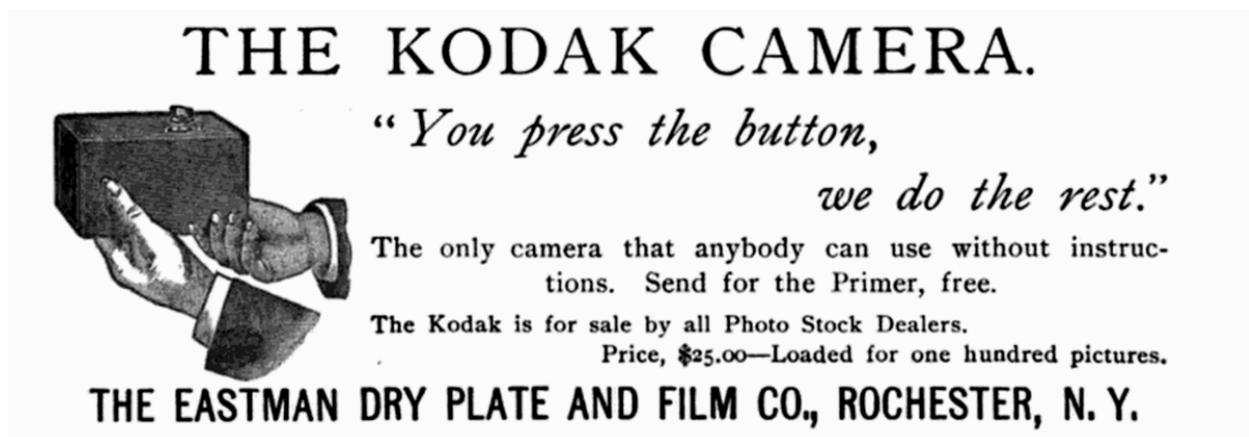 THE KODAK CAMERA.
“You press the button,
we do the rest.”
The only camera that anybody can use without instruc-
tions. Send for the Primer, free.
The Kodak is for sale by all Photo Stock Dealers.
Price, $25.00—Loaded for one hundred pictures.
THE EASTMAN DRY PLATE AND FILM CO., ROCHESTER, N. Y.